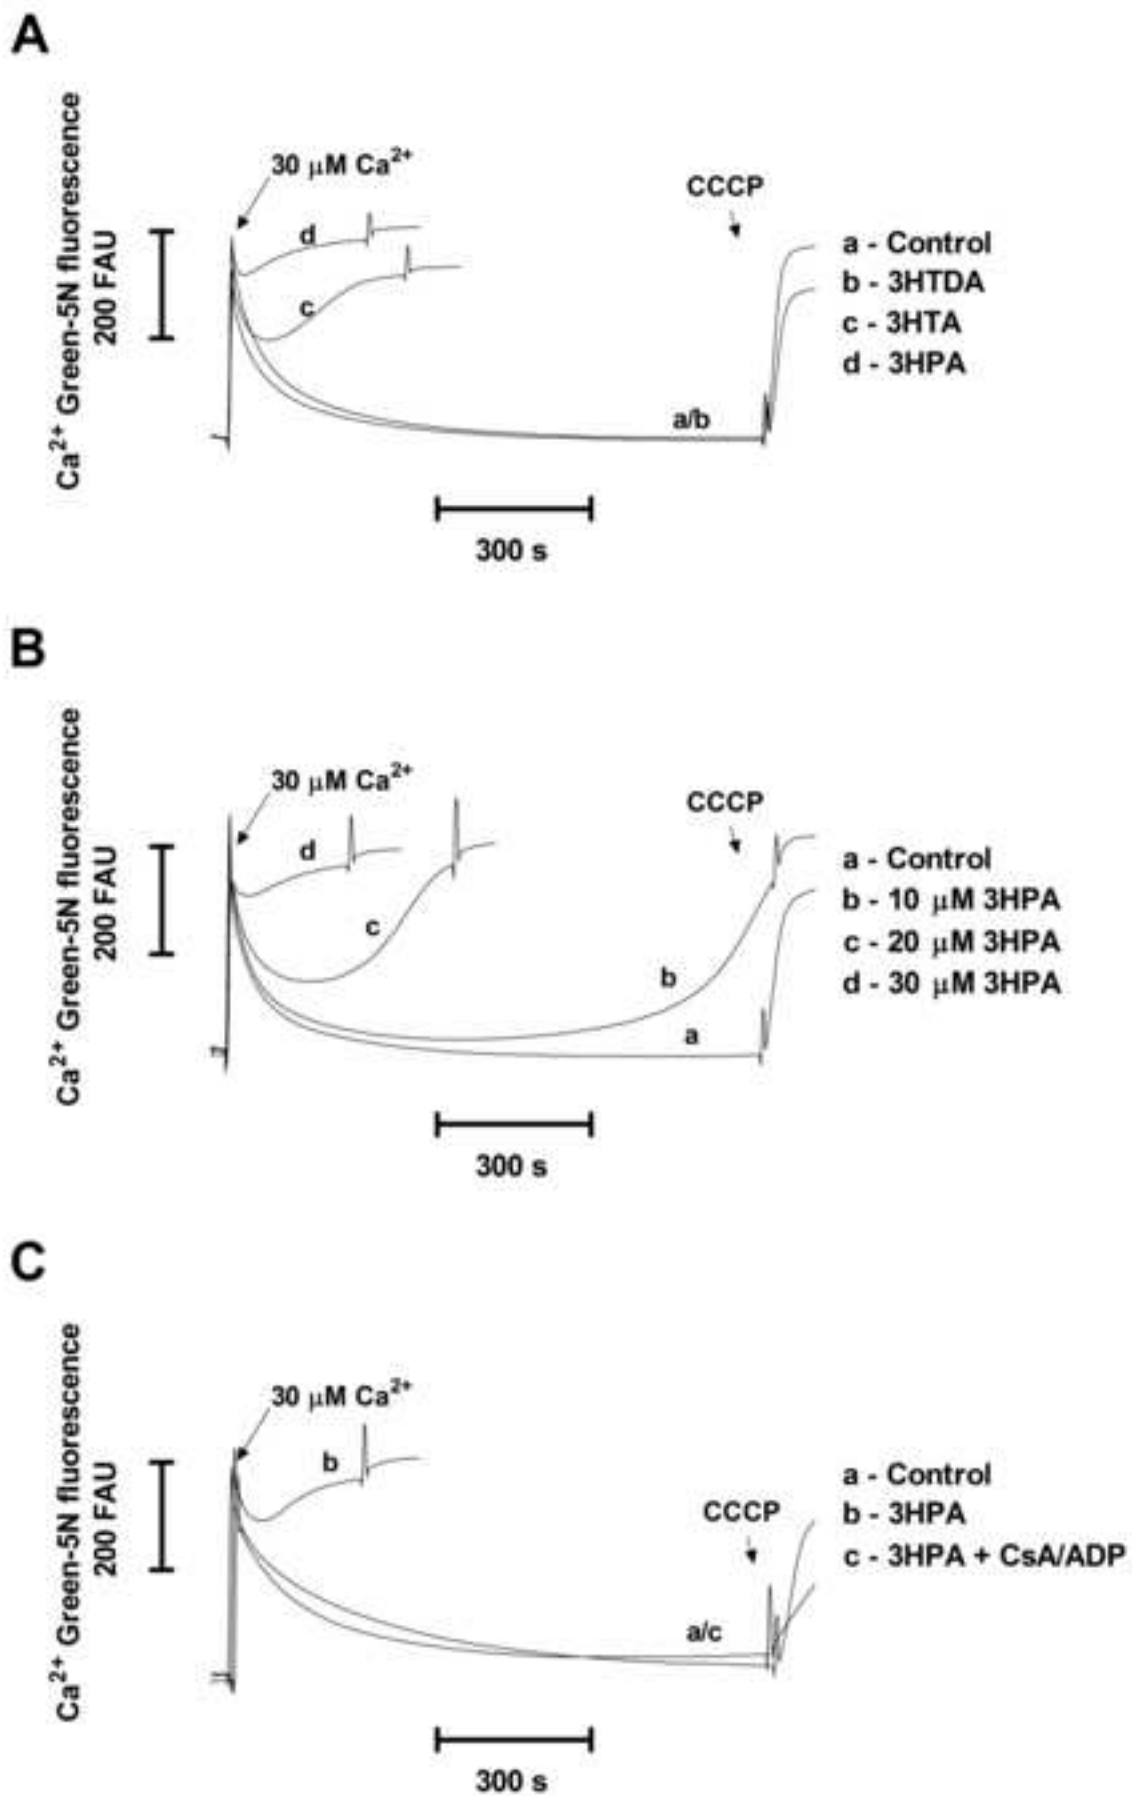 A
Ca2+ Green-5N fluorescence
200 FAU
30 μM Ca2+
d
c
CCCP
a/b
a - Control
b - 3HTDA
c - 3HTA
d - 3HPA
300 s
B
Ca2+ Green-5N fluorescence
200 FAU
30 μM Ca2+
d
c
CCCP
b
a
a - Control
b - 10 μM 3HPA
c - 20 μM 3HPA
d - 30 μM 3HPA
300 s
C
Ca2+ Green-5N fluorescence
200 FAU
30 μM Ca2+
b
CCCP
a/c
a - Control
b - 3HPA
c - 3HPA + CsA/ADP
300 s